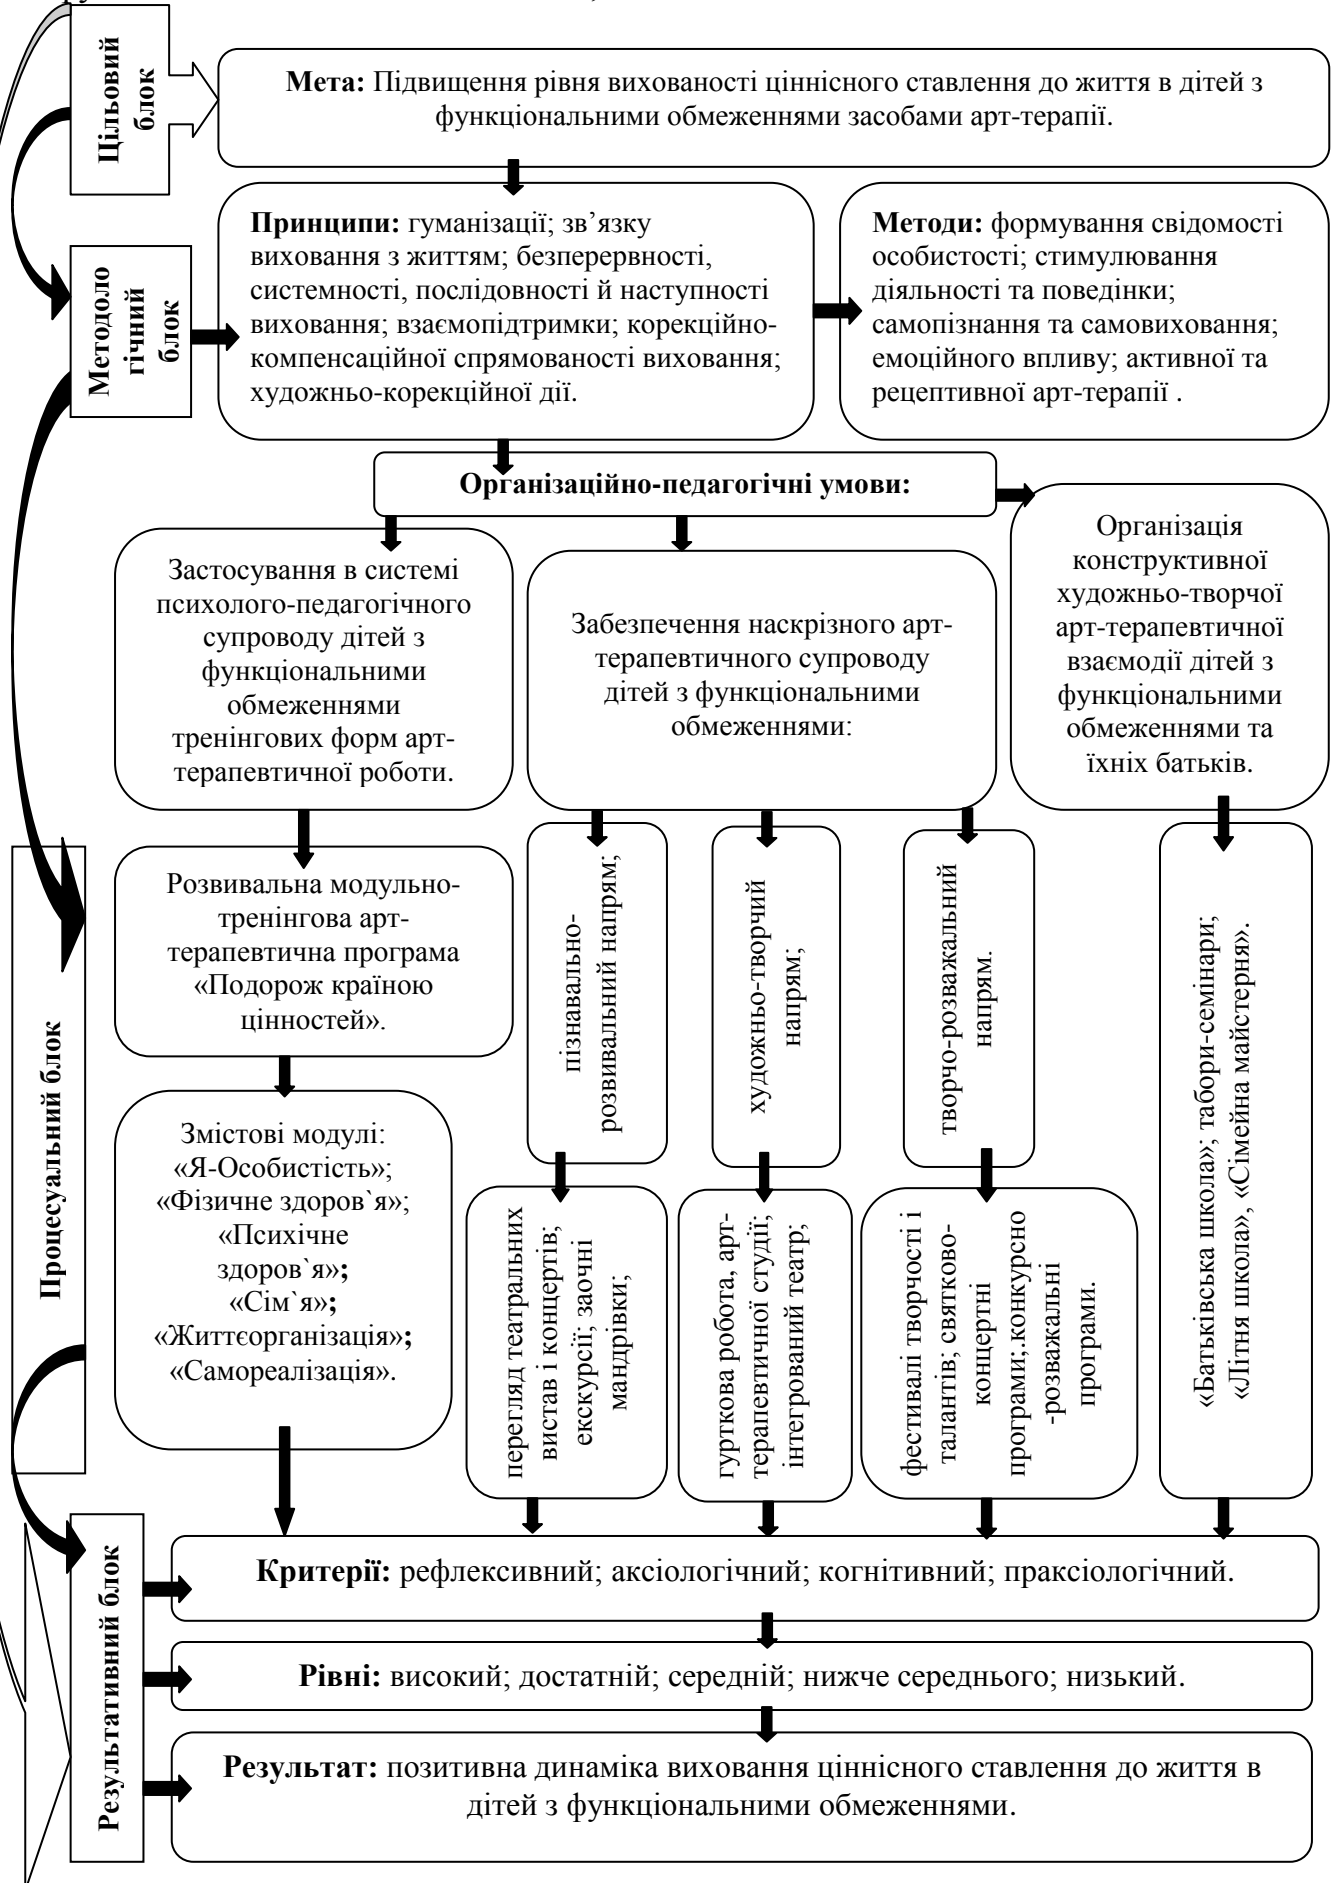 Цільовий
блок
Мета: Підвищення рівня вихованості ціннісного ставлення до життя в дітей з
функціональними обмеженнями засобами арт-терапії.
Методоло
гічний
блок
Принципи: гуманізації; зв’язку
виховання з життям; безперервності,
системності, послідовності й наступності
виховання; взаємопідтримки; корекційно-
компенсаційної спрямованості виховання;
художньо-корекційної дії.
Методи: формування свідомості
особистості; стимулювання
діяльності та поведінки;
самопізнання та самовиховання;
емоційного впливу; активної та
рецептивної арт-терапії .
Організаційно-педагогічні умови:
Застосування в системі
психолого-педагогічного
супроводу дітей з
функціональними
обмеженнями
тренінгових форм арт-
терапевтичної роботи.
Забезпечення наскрізного арт-
терапевтичного супроводу
дітей з функціональними
обмеженнями:
Організація
конструктивної
художньо-творчої
арт-терапевтичної
взаємодії дітей з
функціональними
обмеженнями та
їхніх батьків.
Процесуальний блок
Розвивальна модульно-
тренінгова арт-
терапевтична програма
«Подорож країною
цінностей».
пізнавально-
розвивальний напрям;
художньо-творчий
напрям;
творчо-розважальний
напрям.
«Батьківська школа»; табори-семінари;
«Літня школа», «Сімейна майстерня».
Змістові модулі:
«Я-Особистість»;
«Фізичне здоров`я»;
«Психічне
здоров`я»;
«Сім`я»;
«Життєорганізація»;
«Самореалізація».
перегляд театральних
вистав і концертів;
екскурсії; заочні
мандрівки;
гурткова робота, арт-
терапевтичної студії;
інтегрований театр;
фестивалі творчості і
талантів; святково-
концертні
програми;.конкурсно
-розважальні
програми.
Результативний блок
Критерії: рефлексивний; аксіологічний; когнітивний; праксіологічний.
Рівні: високий; достатній; середній; нижче середнього; низький.
Результат: позитивна динаміка виховання ціннісного ставлення до життя в
дітей з функціональними обмеженнями.